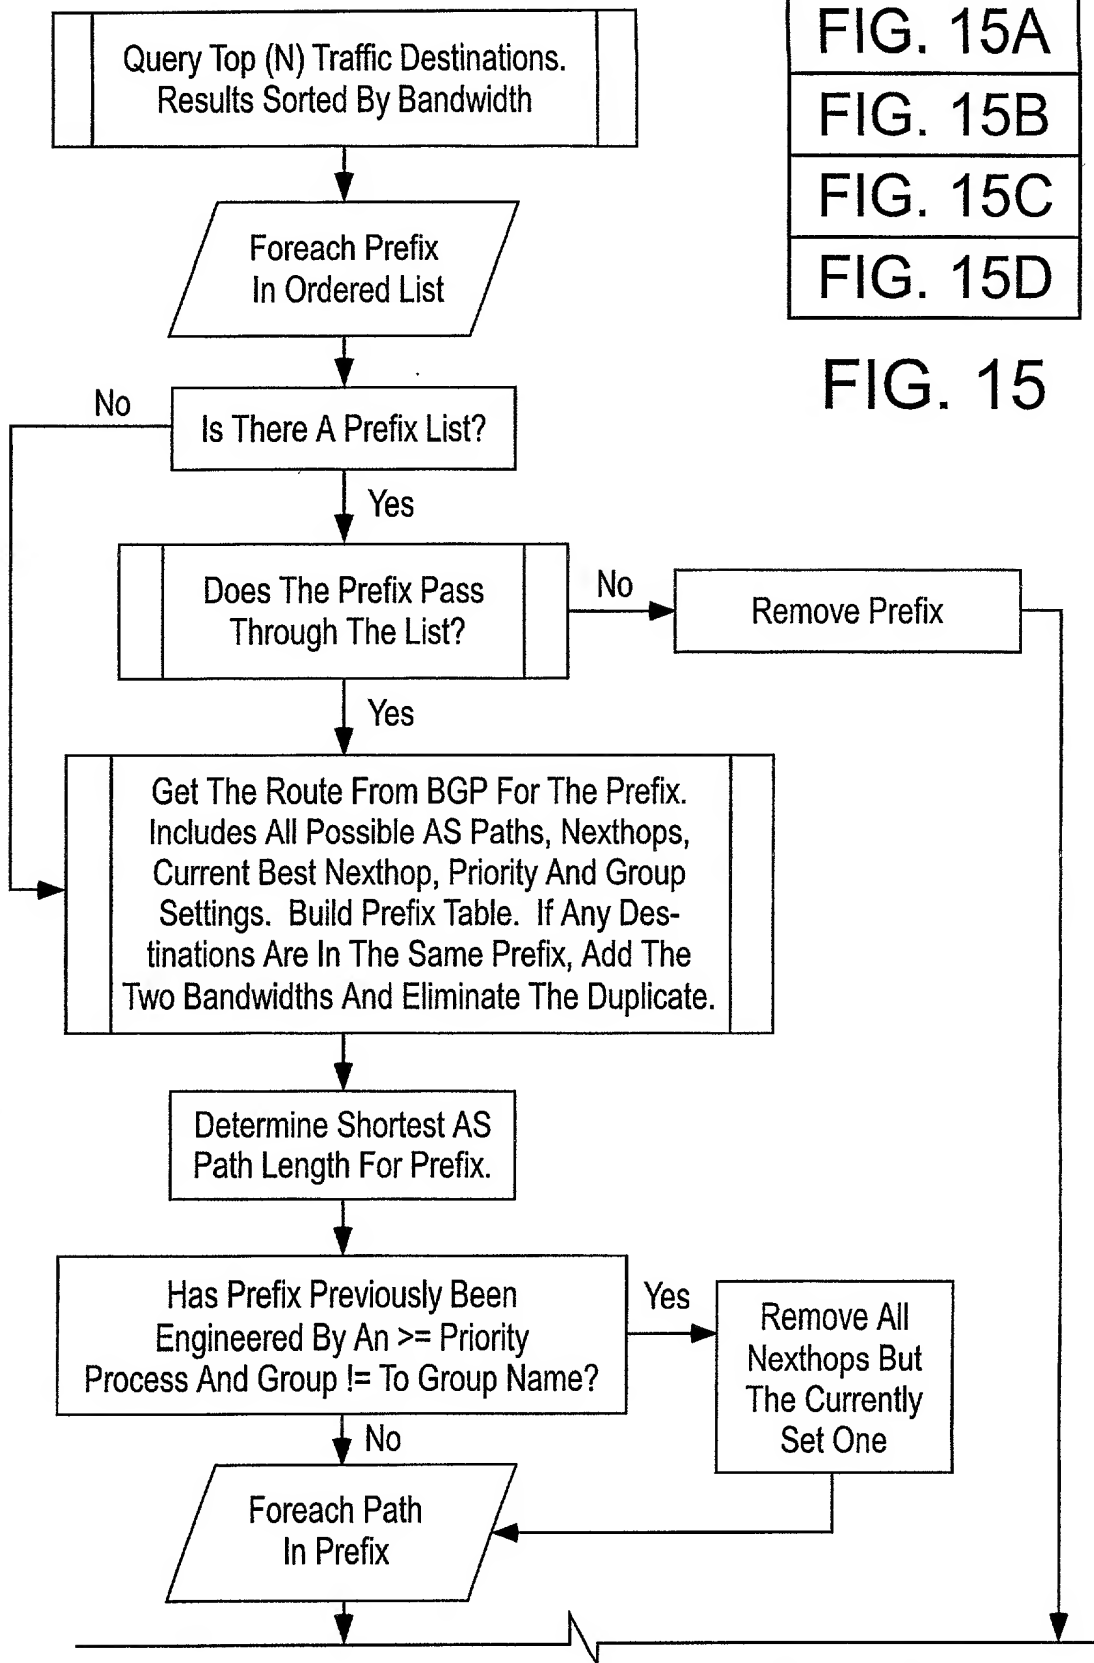 Query Top (N) Traffic Destinations.
Results Sorted By Bandwidth
FIG. 15A
FIG. 15B
FIG. 15C
FIG. 15D
FIG. 15
Foreach Prefix
In Ordered List
No
Is There A Prefix List?
Yes
Does The Prefix Pass
Through The List?
No
Remove Prefix
Yes
Get The Route From BGP For The Prefix.
Includes All Possible AS Paths, Nexthops,
Current Best Nexthop, Priority And Group
Settings. Build Prefix Table. If Any Des-
tinations Are In The Same Prefix, Add The
Two Bandwidths And Eliminate The Duplicate.
Determine Shortest AS
Path Length For Prefix.
Has Prefix Previously Been
Engineered By An >= Priority
Process And Group != To Group Name?
Yes
Remove All
Nexthops But
The Currently
Set One
No
Foreach Path
In Prefix